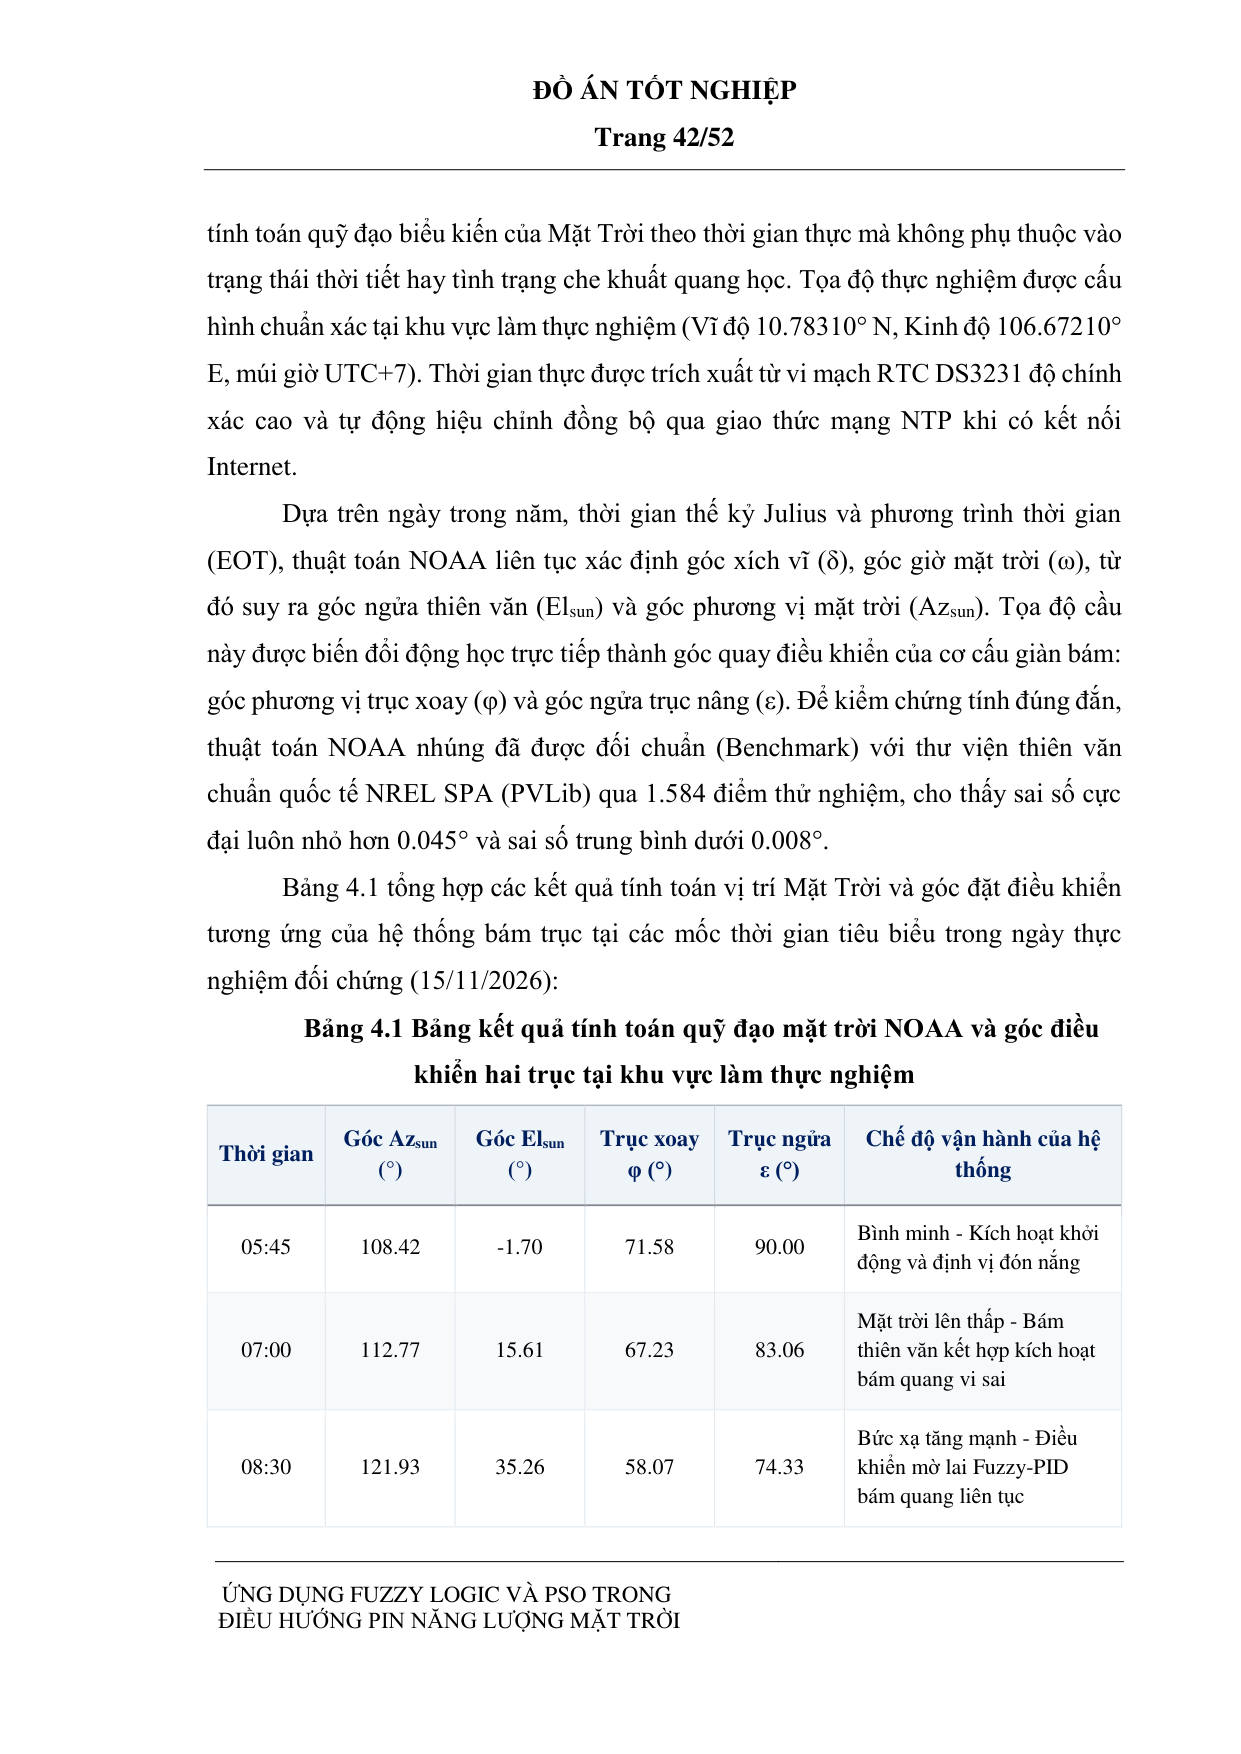 ĐỒ ÁN TỐT NGHIỆP
Trang 42/52
tính toán quỹ đạo biểu kiến của Mặt Trời theo thời gian thực mà không phụ thuộc vào
trạng thái thời tiết hay tình trạng che khuất quang học. Tọa độ thực nghiệm được cấu
hình chuẩn xác tại khu vực làm thực nghiệm (Vĩ độ 10.78310° N, Kinh độ 106.67210°
E, múi giờ UTC+7). Thời gian thực được trích xuất từ vi mạch RTC DS3231 độ chính
xác cao và tự động hiệu chỉnh đồng bộ qua giao thức mạng NTP khi có kết nối
Internet.
Dựa trên ngày trong năm, thời gian thế kỷ Julius và phương trình thời gian
(EOT), thuật toán NOAA liên tục xác định góc xích vĩ (δ), góc giờ mặt trời (ω), từ
đó suy ra góc ngửa thiên văn (Elsun) và góc phương vị mặt trời (Azsun). Tọa độ cầu
này được biến đổi động học trực tiếp thành góc quay điều khiển của cơ cấu giàn bám:
góc phương vị trục xoay (φ) và góc ngửa trục nâng (ε). Để kiểm chứng tính đúng đắn,
thuật toán NOAA nhúng đã được đối chuẩn (Benchmark) với thư viện thiên văn
chuẩn quốc tế NREL SPA (PVLib) qua 1.584 điểm thử nghiệm, cho thấy sai số cực
đại luôn nhỏ hơn 0.045° và sai số trung bình dưới 0.008°.
Bảng 4.1 tổng hợp các kết quả tính toán vị trí Mặt Trời và góc đặt điều khiển
tương ứng của hệ thống bám trục tại các mốc thời gian tiêu biểu trong ngày thực
nghiệm đối chứng (15/11/2026):
Bảng 4.1 Bảng kết quả tính toán quỹ đạo mặt trời NOAA và góc điều
khiển hai trục tại khu vực làm thực nghiệm
Thời gian
Góc Azsun
(°)
Góc Elsun
(°)
Trục xoay
φ (°)
Trục ngửa
ε (°)
Chế độ vận hành của hệ
thống
05:45
108.42
-1.70
71.58
90.00
Bình minh - Kích hoạt khởi
động và định vị đón nắng
07:00
112.77
15.61
67.23
83.06
Mặt trời lên thấp - Bám
thiên văn kết hợp kích hoạt
bám quang vi sai
08:30
121.93
35.26
58.07
74.33
Bức xạ tăng mạnh - Điều
khiển mờ lai Fuzzy-PID
bám quang liên tục
ỨNG DỤNG FUZZY LOGIC VÀ PSO TRONG
ĐIỀU HƯỚNG PIN NĂNG LƯỢNG MẶT TRỜI